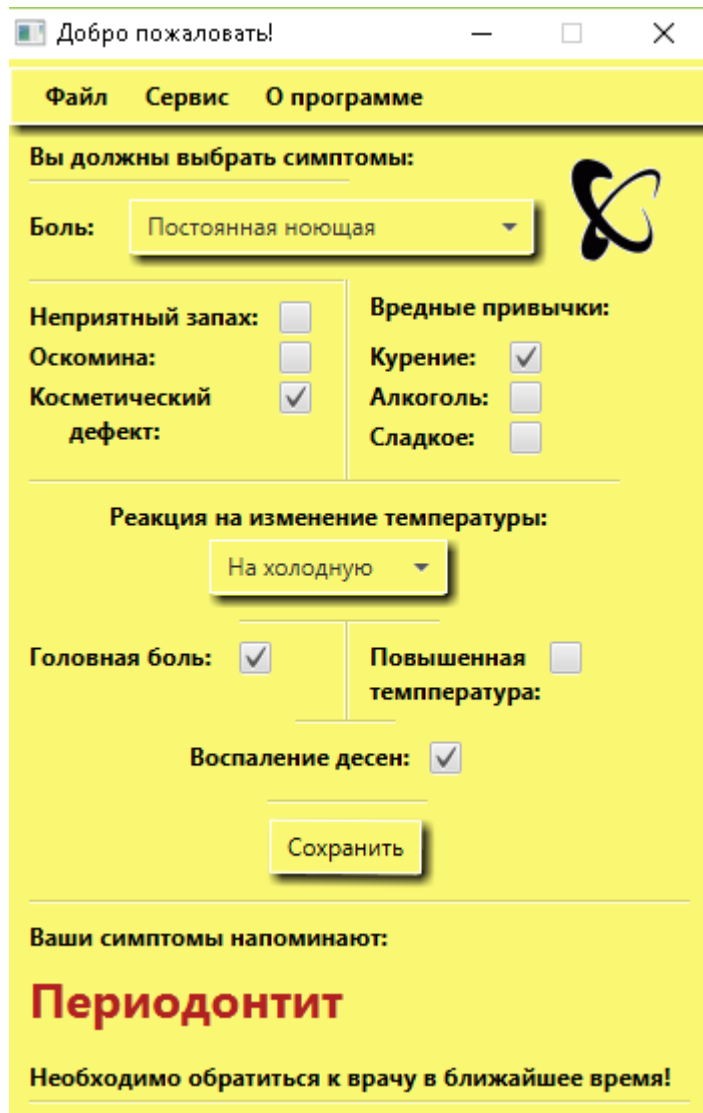 Добро пожаловать!
Файл Сервис О программе
Вы должны выбрать симптомы:
Боль: Постоянная ноющая
Неприятный запах:
Оскомина:
Косметический
дефект:
Вредные привычки:
Курение:
Алкоголь:
Сладкое:
Реакция на изменение температуры:
На холодную
Головная боль:
Повышенная
темппература:
Воспаление десен:
Сохранить
Ваши симптомы напоминают:
Периодонтит
Необходимо обратиться к врачу в ближайшее время!